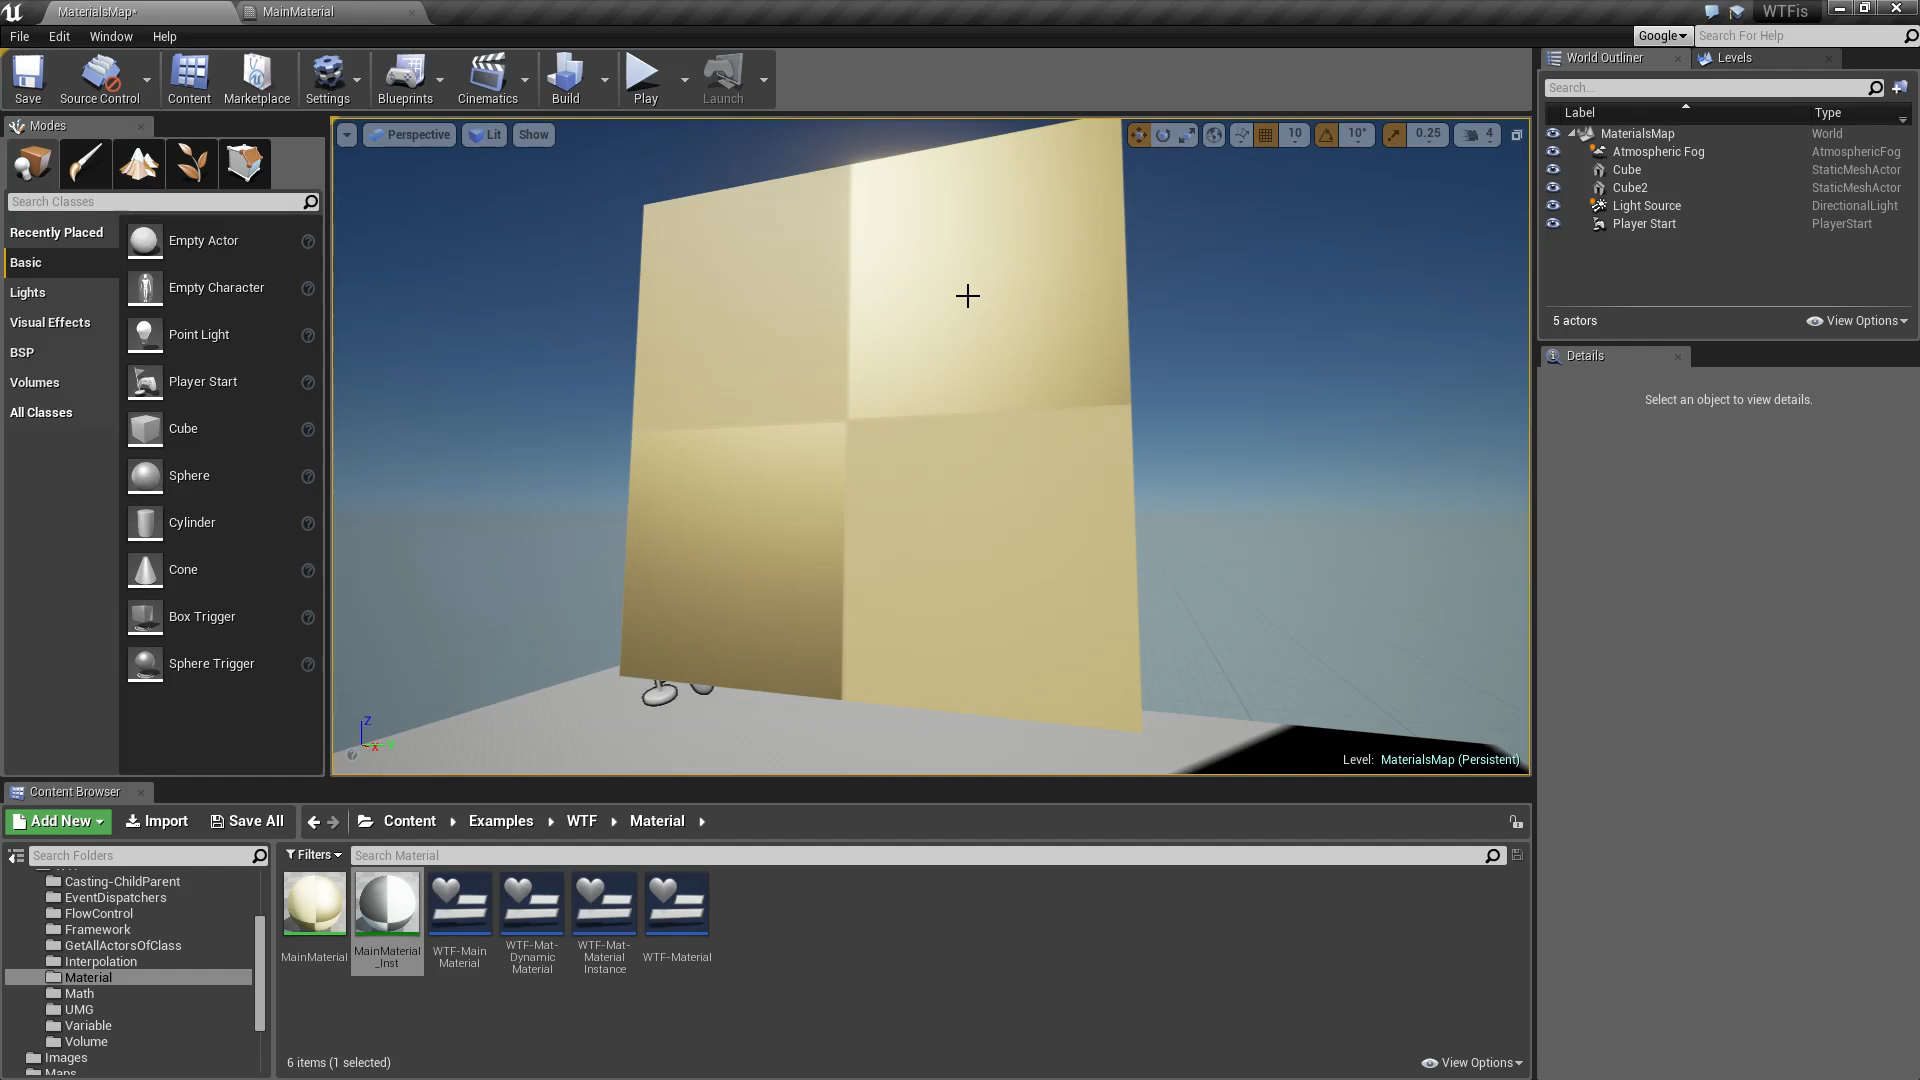 MaterialsMap*
MainMaterial
WTFis
File Edit Window Help
Google
Search For Help
Save
Source Control
Content
Marketplace
Settings
Blueprints
Cinematics
Build
Play
Launch
Modes
Search Classes
Recently Placed
Basic
Lights
Visual Effects
BSP
Volumes
All Classes
Empty Actor
Empty Character
Point Light
Player Start
Cube
Sphere
Cylinder
Cone
Box Trigger
Sphere Trigger
Perspective
Lit
Show
10
10°
0.25
4
Z
X
Y
Level: MaterialsMap (Persistent)
World Outliner
Levels
Search...
Label Type
MaterialsMap World
Atmospheric Fog AtmosphericFog
Cube StaticMeshActor
Cube2 StaticMeshActor
Light Source DirectionalLight
Player Start PlayerStart
5 actors
View Options
Details
Select an object to view details.
Content Browser
Add New
Import
Save All
Content
Examples
WTF
Material
Search Folders
Casting-ChildParent
EventDispatchers
FlowControl
Framework
GetAllActorsOfClass
Interpolation
Material
Math
UMG
Variable
Volume
Images
Maps
Filters
Search Material
MainMaterial
MainMaterial
_Inst
WTF-Main
Material
WTF-Mat-
Dynamic
Material
WTF-Mat-
Material
Instance
WTF-Material
6 items (1 selected)
View Options